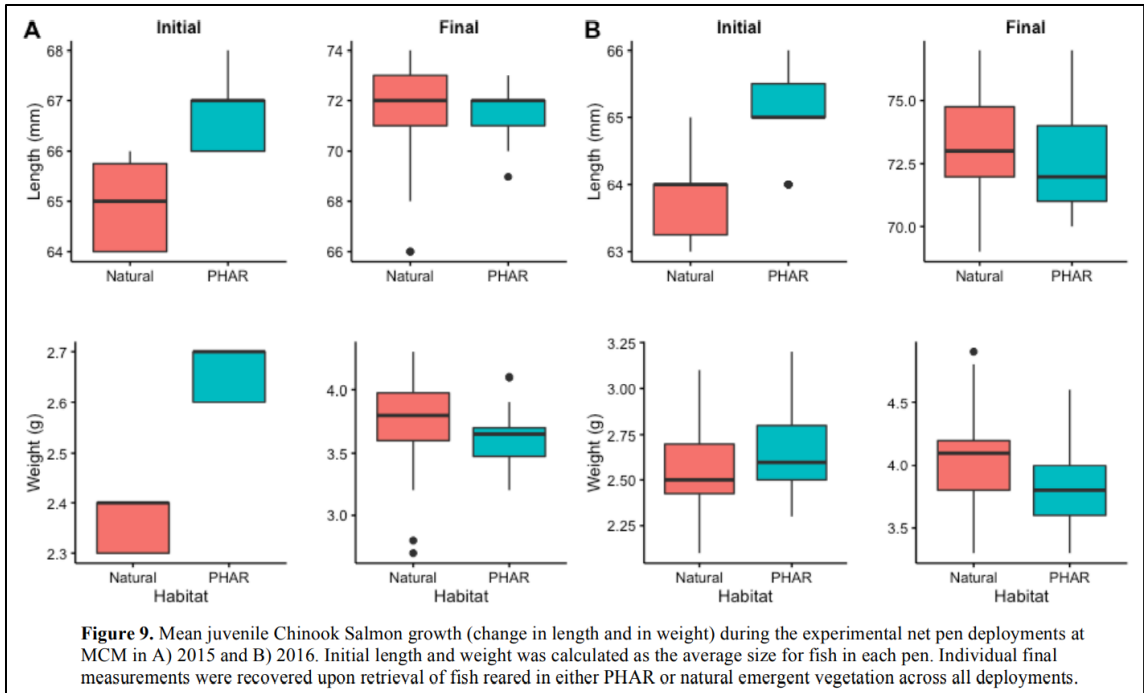 A Initial Final B Initial Final
68
67
66
65
64
Length (mm)
Natural PHAR
74
72
70
68
66
Natural PHAR
66
65
64
63
Length (mm)
Natural PHAR
75.0
72.5
70.0
Natural PHAR
2.7
2.6
2.5
2.4
2.3
Weight (g)
Natural PHAR
Habitat
4.0
3.5
3.0
Natural PHAR
Habitat
3.25
3.00
2.75
2.50
2.25
Weight (g)
Natural PHAR
Habitat
4.5
4.0
3.5
Natural PHAR
Habitat
Figure 9. Mean juvenile Chinook Salmon growth (change in length and in weight) during the experimental net pen deployments at
MCM in A) 2015 and B) 2016. Initial length and weight was calculated as the average size for fish in each pen. Individual final
measurements were recovered upon retrieval of fish reared in either PHAR or natural emergent vegetation across all deployments.